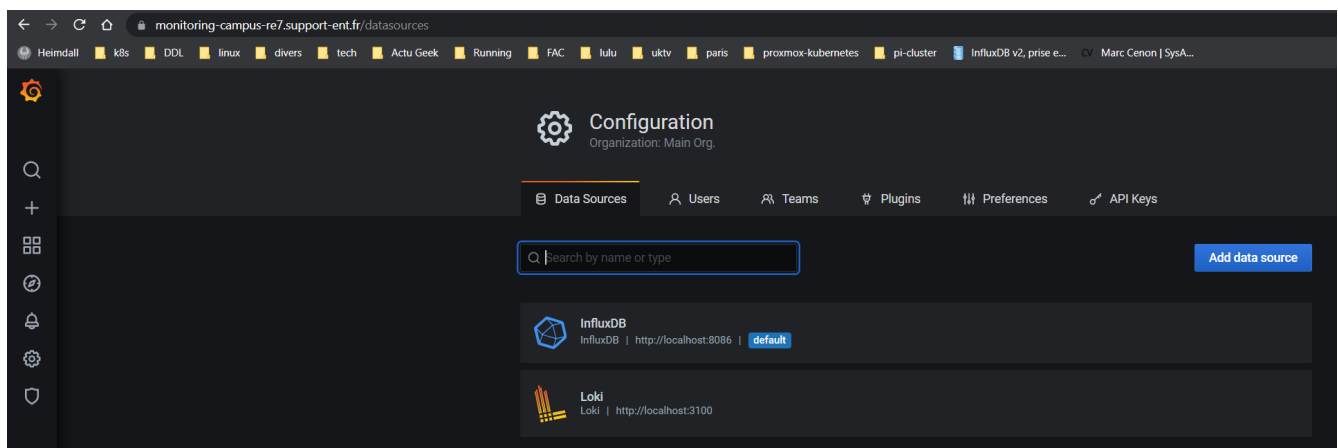 monitoring-campus-re7.support-ent.fr/datasources
Heimdall k8s DDL linux divers tech Actu Geek Running FAC lulu uktv paris proxmox-kubernetes pi-cluster InfluxDB v2, prise e... CV Marc Cenon | SysA...
Configuration
Organization: Main Org.
Data Sources Users Teams Plugins Preferences API Keys
Search by name or type Add data source
InfluxDB
InfluxDB | http://localhost:8086 | default
Loki
Loki | http://localhost:3100